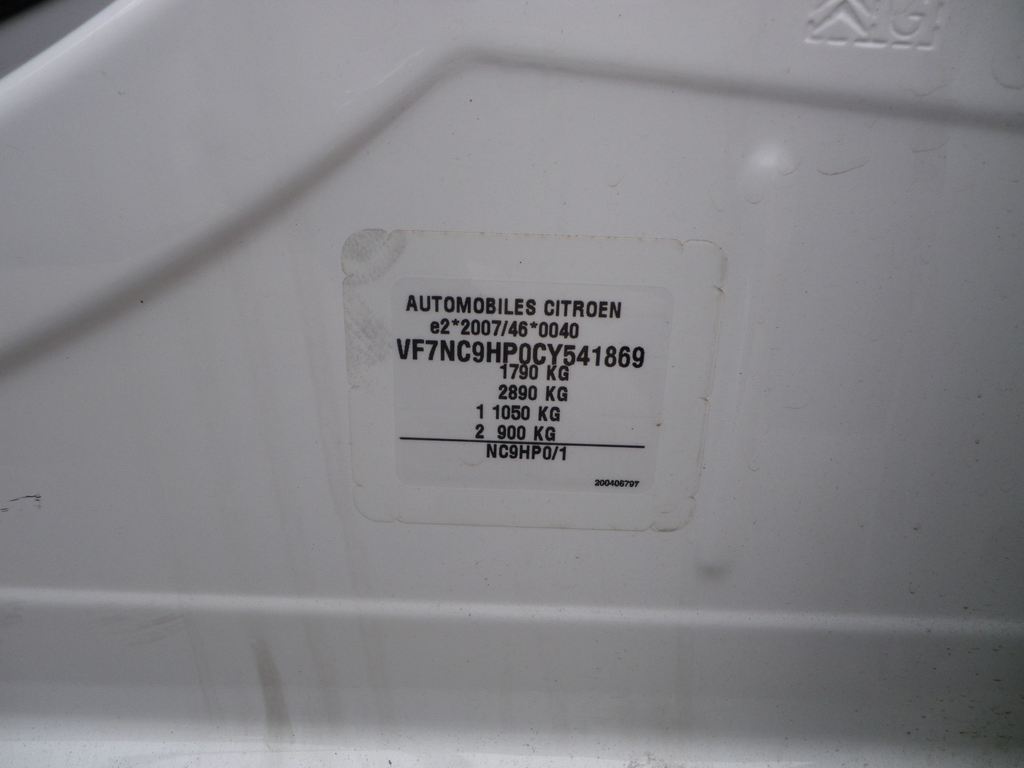 AUTOMOBILES CITROEN
e2*2007/46*0040
VF7NC9HP0CY541869
1790 KG
2890 KG
1 1050 KG
2 900 KG
NC9HP0/1
200406797